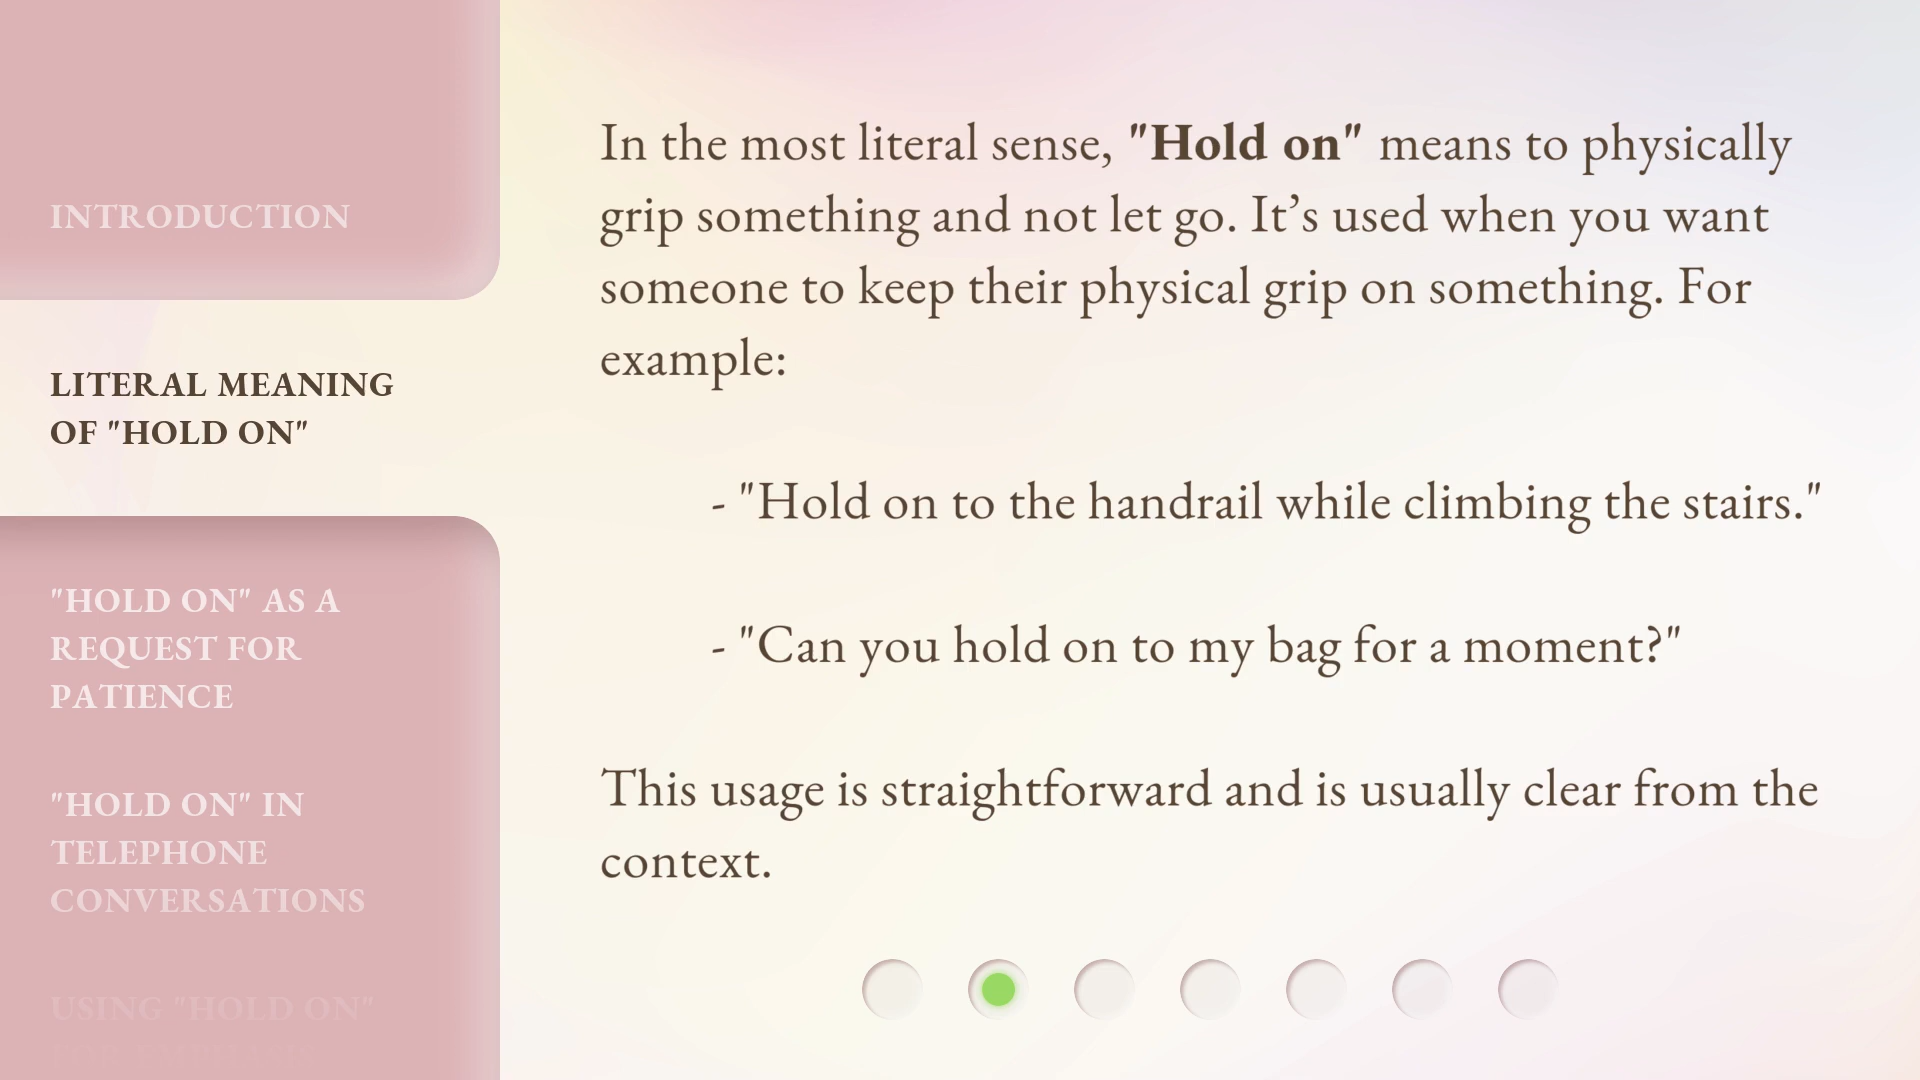 INTRODUCTION
LITERAL MEANING
OF "HOLD ON"
"HOLD ON" AS A
REQUEST FOR
PATIENCE
"HOLD ON" IN
TELEPHONE
CONVERSATIONS
USING "HOLD ON"
FOR EMPHASIS
In the most literal sense, "Hold on" means to physically
grip something and not let go. It’s used when you want
someone to keep their physical grip on something. For
example:
- "Hold on to the handrail while climbing the stairs."
- "Can you hold on to my bag for a moment?"
This usage is straightforward and is usually clear from the
context.